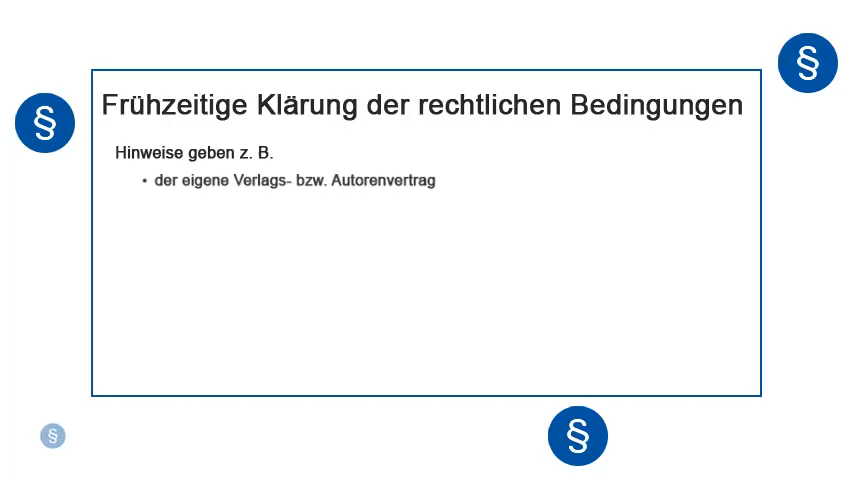 §
§
Frühzeitige Klärung der rechtlichen Bedingungen
Hinweise geben z. B.
• der eigene Verlags- bzw. Autorenvertrag
§
§